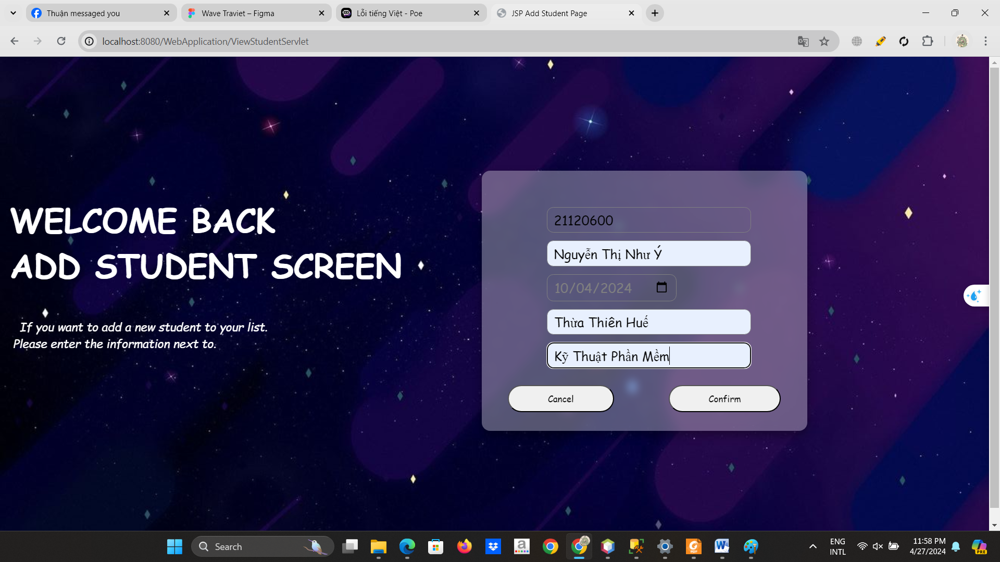 Thuận messaged you
Wave Traviet – Figma
Lỗi tiếng Việt - Poe
JSP Add Student Page
localhost:8080/WebApplication/ViewStudentServlet
WELCOME BACK
ADD STUDENT SCREEN
If you want to add a new student to your list.
Please enter the information next to.
21120600
Nguyễn Thị Như Ý
10/04/2024
Thừa Thiên Huế
Kỹ Thuật Phần Mềm
Cancel
Confirm
Search
ENG
INTL
11:58 PM
4/27/2024
PRE